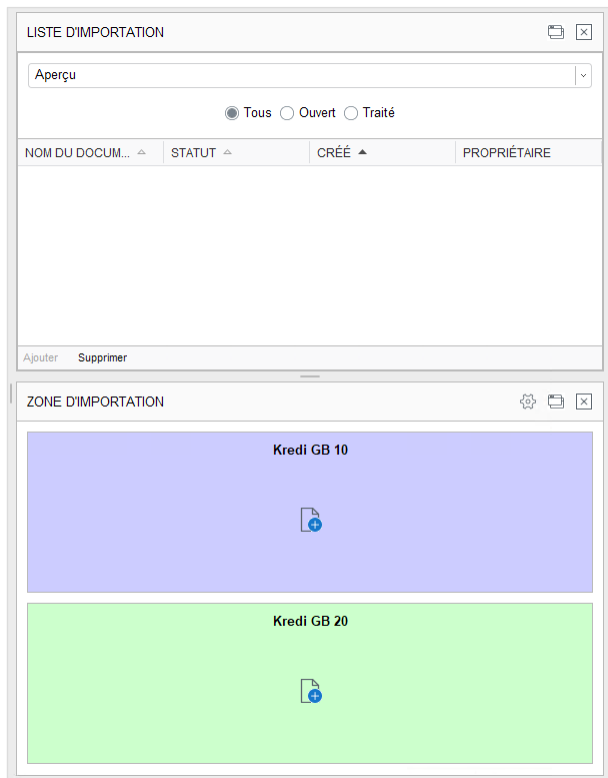 LISTE D'IMPORTATION
Aperçu
Tous Ouvert Traité
NOM DU DOCUM... STATUT CRÉÉ PROPRIÉTAIRE
Ajouter Supprimer
ZONE D'IMPORTATION
Kredi GB 10
Kredi GB 20